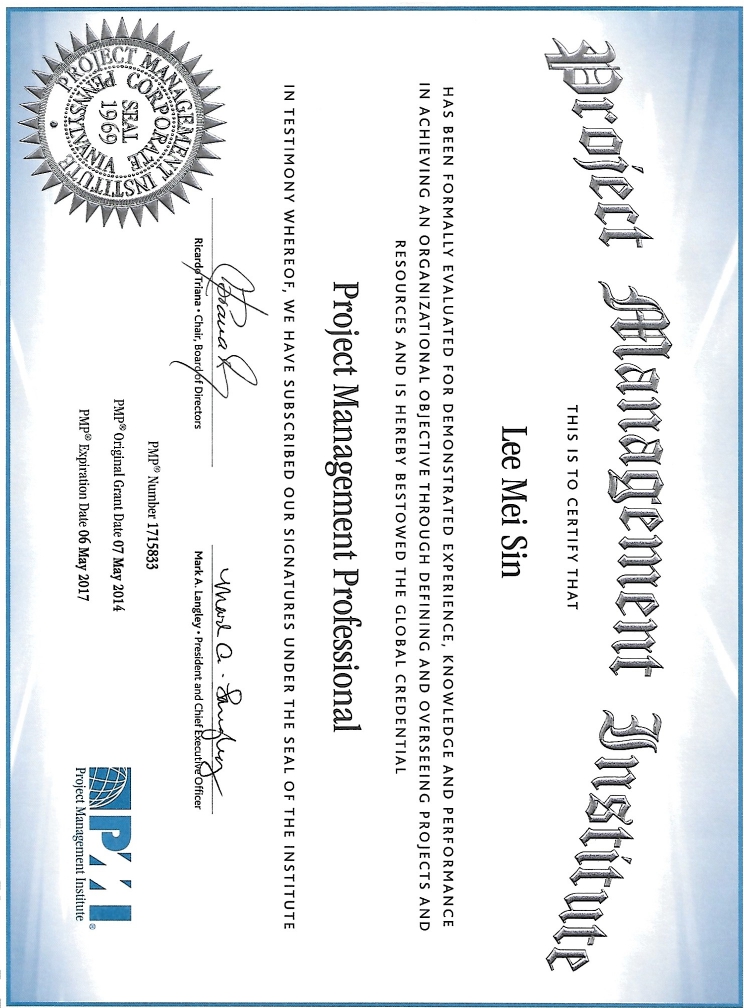 Project Management Institute
THIS IS TO CERTIFY THAT
Lee Mei Sin
HAS BEEN FORMALLY EVALUATED FOR DEMONSTRATED EXPERIENCE, KNOWLEDGE AND PERFORMANCE
IN ACHIEVING AN ORGANIZATIONAL OBJECTIVE THROUGH DEFINING AND OVERSEEING PROJECTS AND
RESOURCES AND IS HEREBY BESTOWED THE GLOBAL CREDENTIAL
Project Management Professional
IN TESTIMONY WHEREOF, WE HAVE SUBSCRIBED OUR SIGNATURES UNDER THE SEAL OF THE INSTITUTE
Mark A. Langley
Ricardo Triana • Chair, Board of Directors
Mark A. Langley • President and Chief Executive Officer
PROJECT MANAGEMENT INSTITUTE
CORPORATE
SEAL
1969
PENNSYLVANIA
PMP® Number 1715833
PMP® Original Grant Date 07 May 2014
PMP® Expiration Date 06 May 2017
PMI®
Project Management Institute